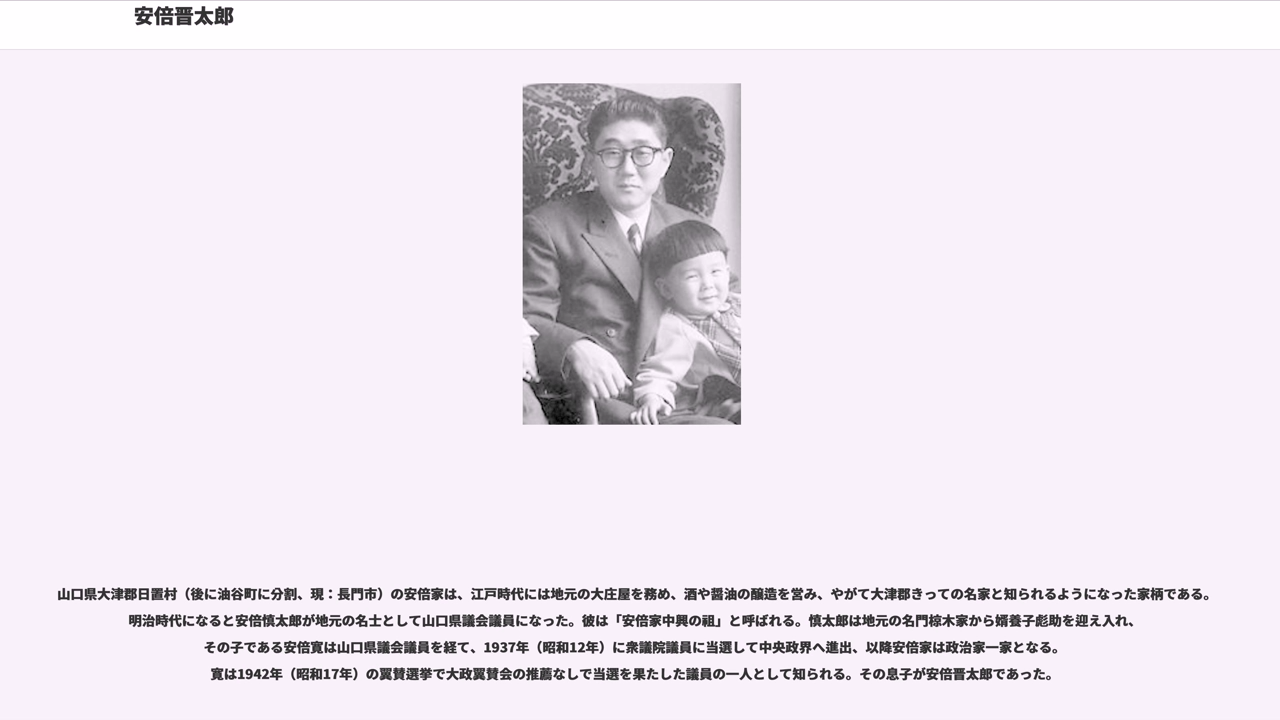 安倍晋太郎
山口県大津郡日置村（後に油谷町に分割、現：長門市）の安倍家は、江戸時代には地元の大庄屋を務め、酒や醤油の醸造を営み、やがて大津郡きっての名家と知られるようになった家柄である。
明治時代になると安倍慎太郎が地元の名士として山口県議会議員になった。彼は「安倍家中興の祖」と呼ばれる。慎太郎は地元の名門椋木家から婿養子彪助を迎え入れ、
その子である安倍寛は山口県議会議員を経て、1937年（昭和12年）に衆議院議員に当選して中央政界へ進出、以降安倍家は政治家一家となる。
寛は1942年（昭和17年）の翼賛選挙で大政翼賛会の推薦なしで当選を果たした議員の一人として知られる。その息子が安倍晋太郎であった。